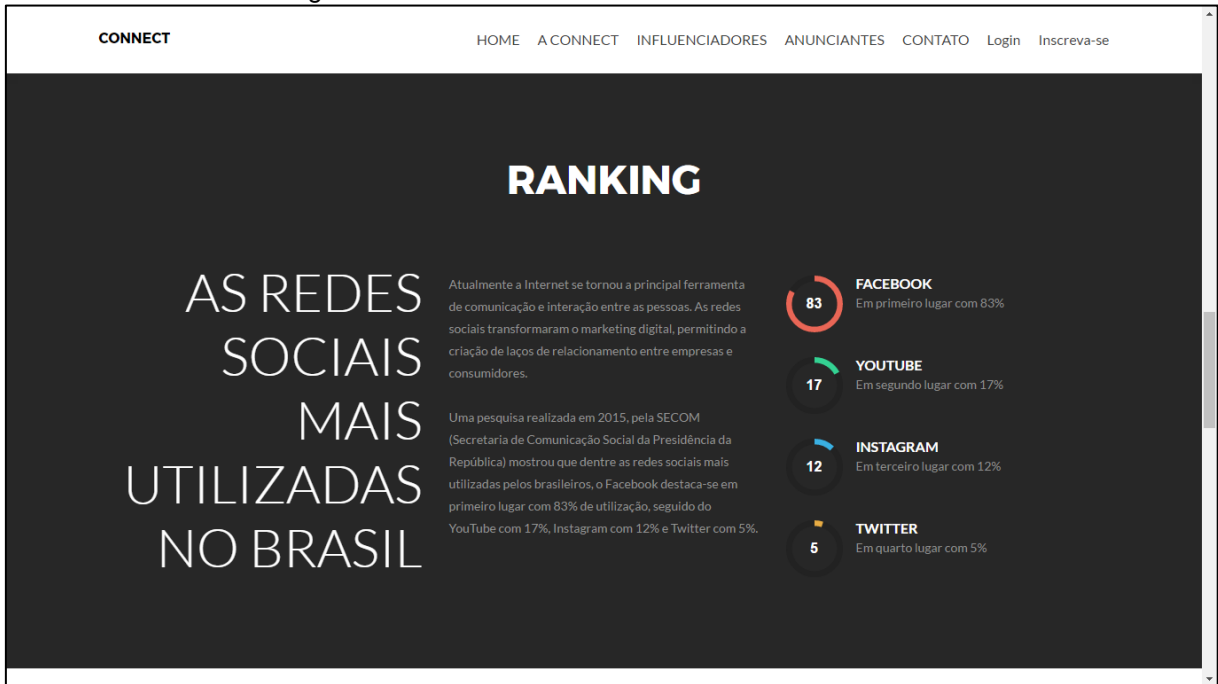 CONNECT
HOME A CONNECT INFLUENCIADORES ANUNCIANTES CONTATO Login Inscreva-se
RANKING
AS REDES
SOCIAIS
MAIS
UTILIZADAS
NO BRASIL
Atualmente a Internet se tornou a principal ferramenta
de comunicação e interação entre as pessoas. As redes
sociais transformaram o marketing digital, permitindo a
criação de laços de relacionamento entre empresas e
consumidores.
Uma pesquisa realizada em 2015, pela SECOM
(Secretaria de Comunicação Social da Presidência da
República) mostrou que dentre as redes sociais mais
utilizadas pelos brasileiros, o Facebook destaca-se em
primeiro lugar com 83% de utilização, seguido do
YouTube com 17%, Instagram com 12% e Twitter com 5%.
83
FACEBOOK
Em primeiro lugar com 83%
17
YOUTUBE
Em segundo lugar com 17%
12
INSTAGRAM
Em terceiro lugar com 12%
5
TWITTER
Em quarto lugar com 5%